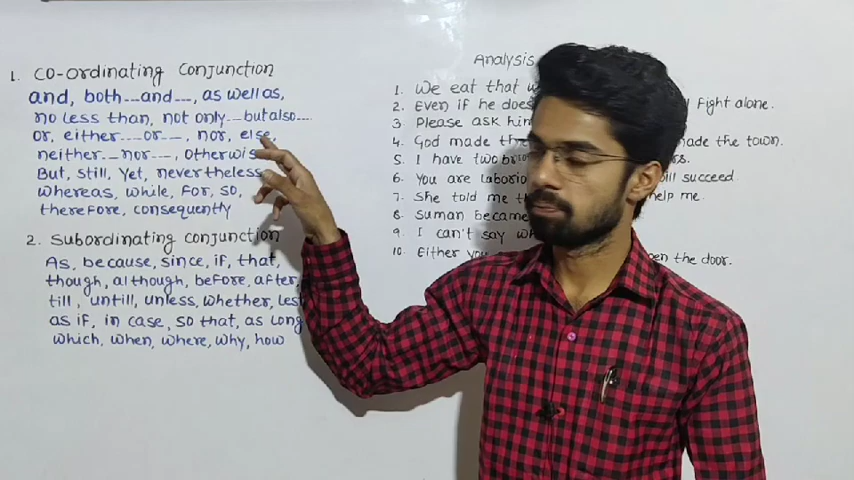 1. CO-ordinating Conjunction
and, both---and---, as well as,
no less than, not only---but also---
or, either---or---, nor, else,
neither---nor---, otherwis
But, still, Yet, nevertheless
whereas, while, For, so,
therefore, consequently
2. Subordinating conjunction
As, because, since, if, that,
though, although, before, after,
till, untill, unless, whether, Les
as if, in case, so that, as Long
which, when, where, why, how
Analysis
1. We eat that
2. Even if he does I Fight alone.
3. Please ask him
4. God made the made the town.
5. I have two
6. You are laborio will succeed
7. She told me help me.
8. Suman became
9. I can't say
10. Either you open the door.